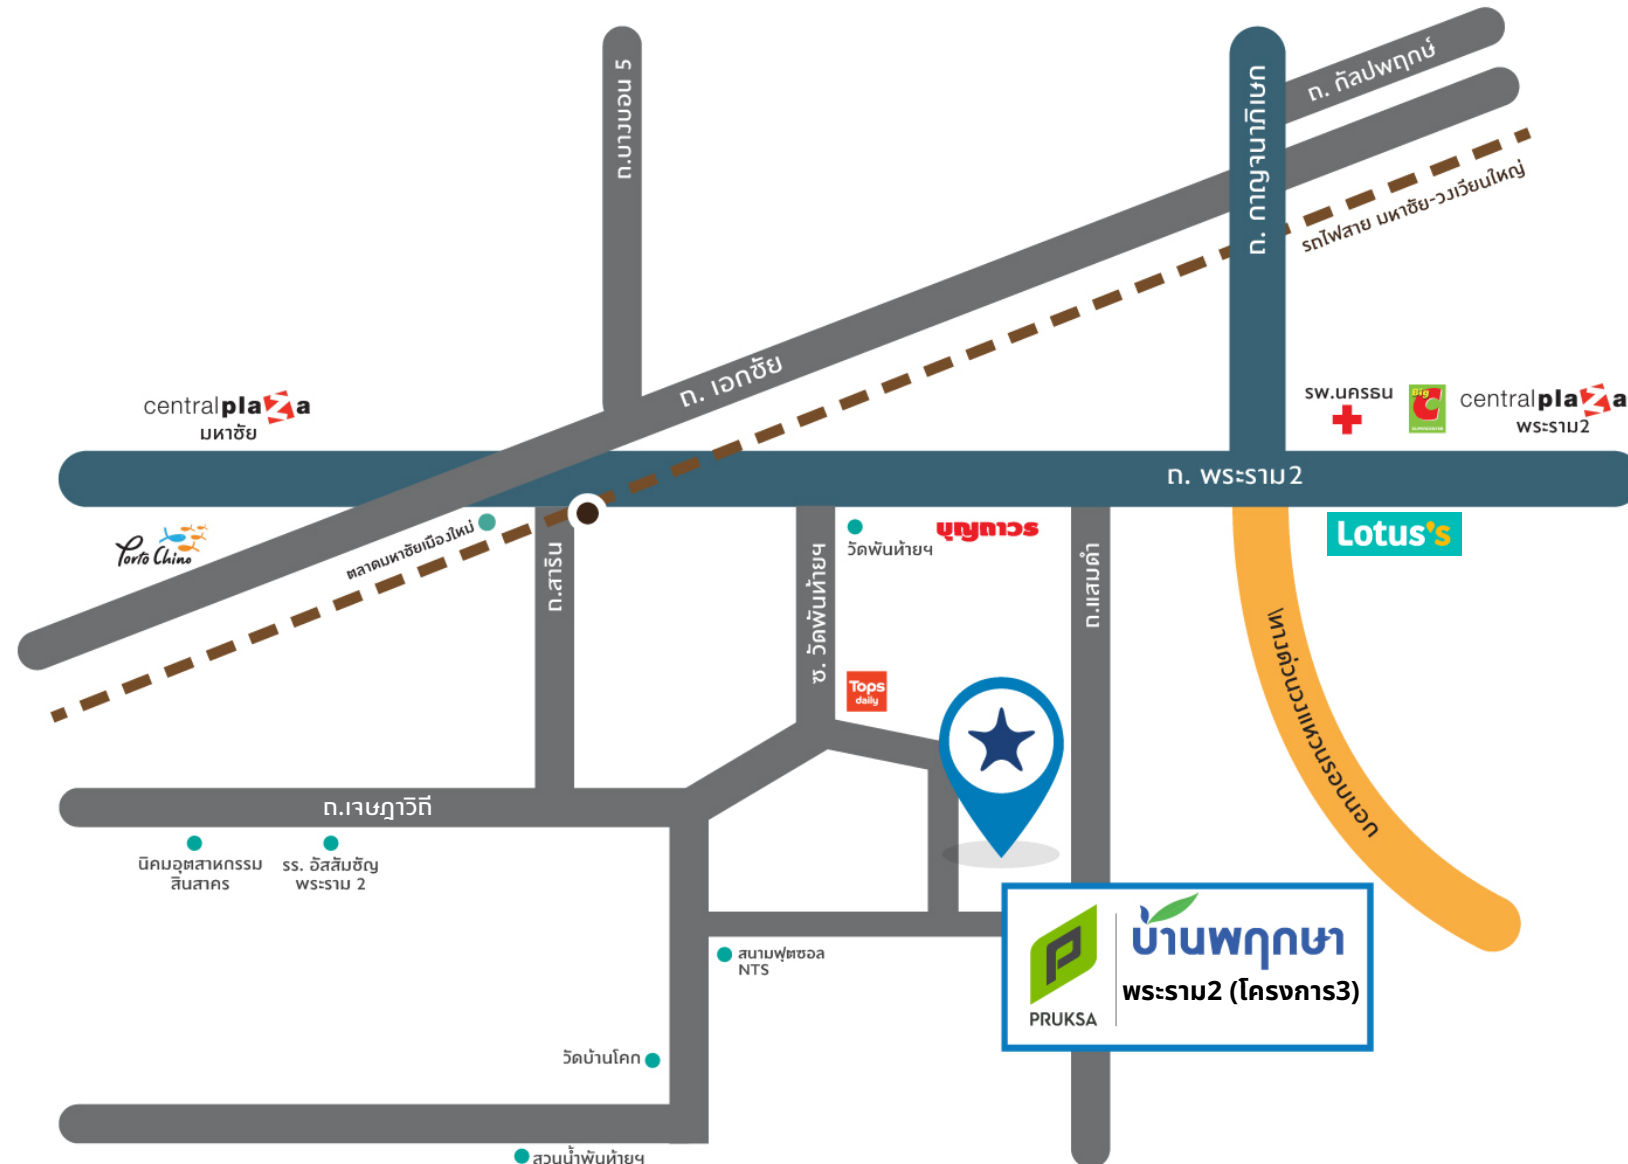 ถ. กัลปพฤกษ์
ถ.บางบอน 5
ถ. กาญจนาภิเษก
รถไฟสาย มหาชัย-วงเวียนใหญ่
ถ. เอกชัย
centralplaza
มหาชัย
รพ.นครธน
Big C
centralplaza
พระราม2
ถ. พระราม2
Porto Chino
ตลาดมหาชัยเมืองใหม่
ถ.สาริน
ซ. วัดพันท้ายฯ
วัดพันท้ายฯ
บุญถาวร
ถ.แสมดำ
Lotus's
ทางด่วนวงแหวนรอบนอก
Tops
daily
ถ.เจษฎาวิถี
นิคมอุตสาหกรรม
สินสาคร
รร. อัสสัมชัญ
พระราม 2
สนามฟุตซอล
NTS
บ้านพฤกษา
พระราม2 (โครงการ3)
PRUKSA
วัดบ้านโคก
สวนน้ำพันท้ายฯ